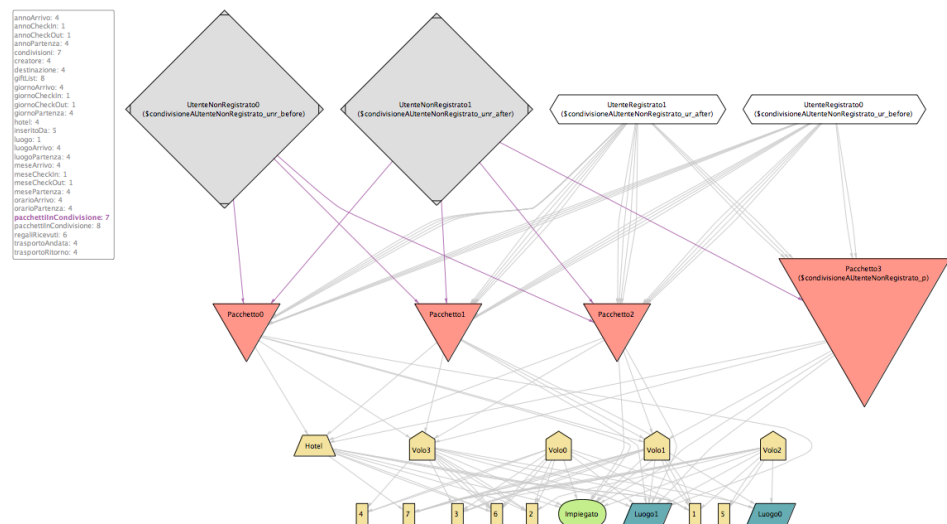 annoArrivo: 4
annoCheckIn: 1
annoCheckOut: 1
annoPartenza: 4
condivisioni: 7
creatore: 4
destinazione: 4
giftList: 8
giornoArrivo: 4
giornoCheckIn: 1
giornoCheckOut: 1
giornoPartenza: 4
hotel: 4
inseritoDa: 5
luogo: 1
luogoArrivo: 4
luogoPartenza: 4
meseArrivo: 4
meseCheckIn: 1
meseCheckOut: 1
mesePartenza: 4
orarioArrivo: 4
orarioPartenza: 4
pacchettiInCondivisione: 7
pacchettiInCondivisione: 8
regaliRicevuti: 6
trasportoAndata: 4
trasportoRitorno: 4
UtenteNonRegistrato0
($condivisioneAUtenteNonRegistrato_unr_before)
UtenteNonRegistrato1
($condivisioneAUtenteNonRegistrato_unr_after)
UtenteRegistrato1
($condivisioneAUtenteNonRegistrato_ur_after)
UtenteRegistrato0
($condivisioneAUtenteNonRegistrato_ur_before)
Pacchetto3
($condivisioneAUtenteNonRegistrato_p)
Pacchetto0
Pacchetto1
Pacchetto2
Hotel
Volo3
Volo0
Volo1
Volo2
4
7
3
6
2
Impiegato
Luogo1
1
5
Luogo0